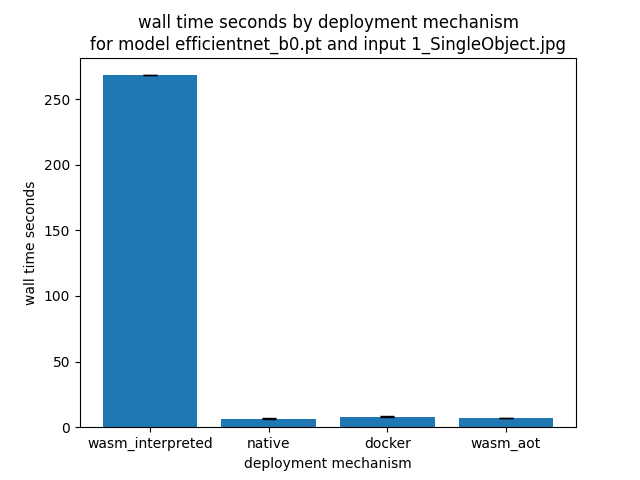 wall time seconds by deployment mechanism
for model efficientnet_b0.pt and input 1_SingleObject.jpg
wall time seconds
250
200
150
100
50
0
wasm_interpreted
native
docker
wasm_aot
deployment mechanism